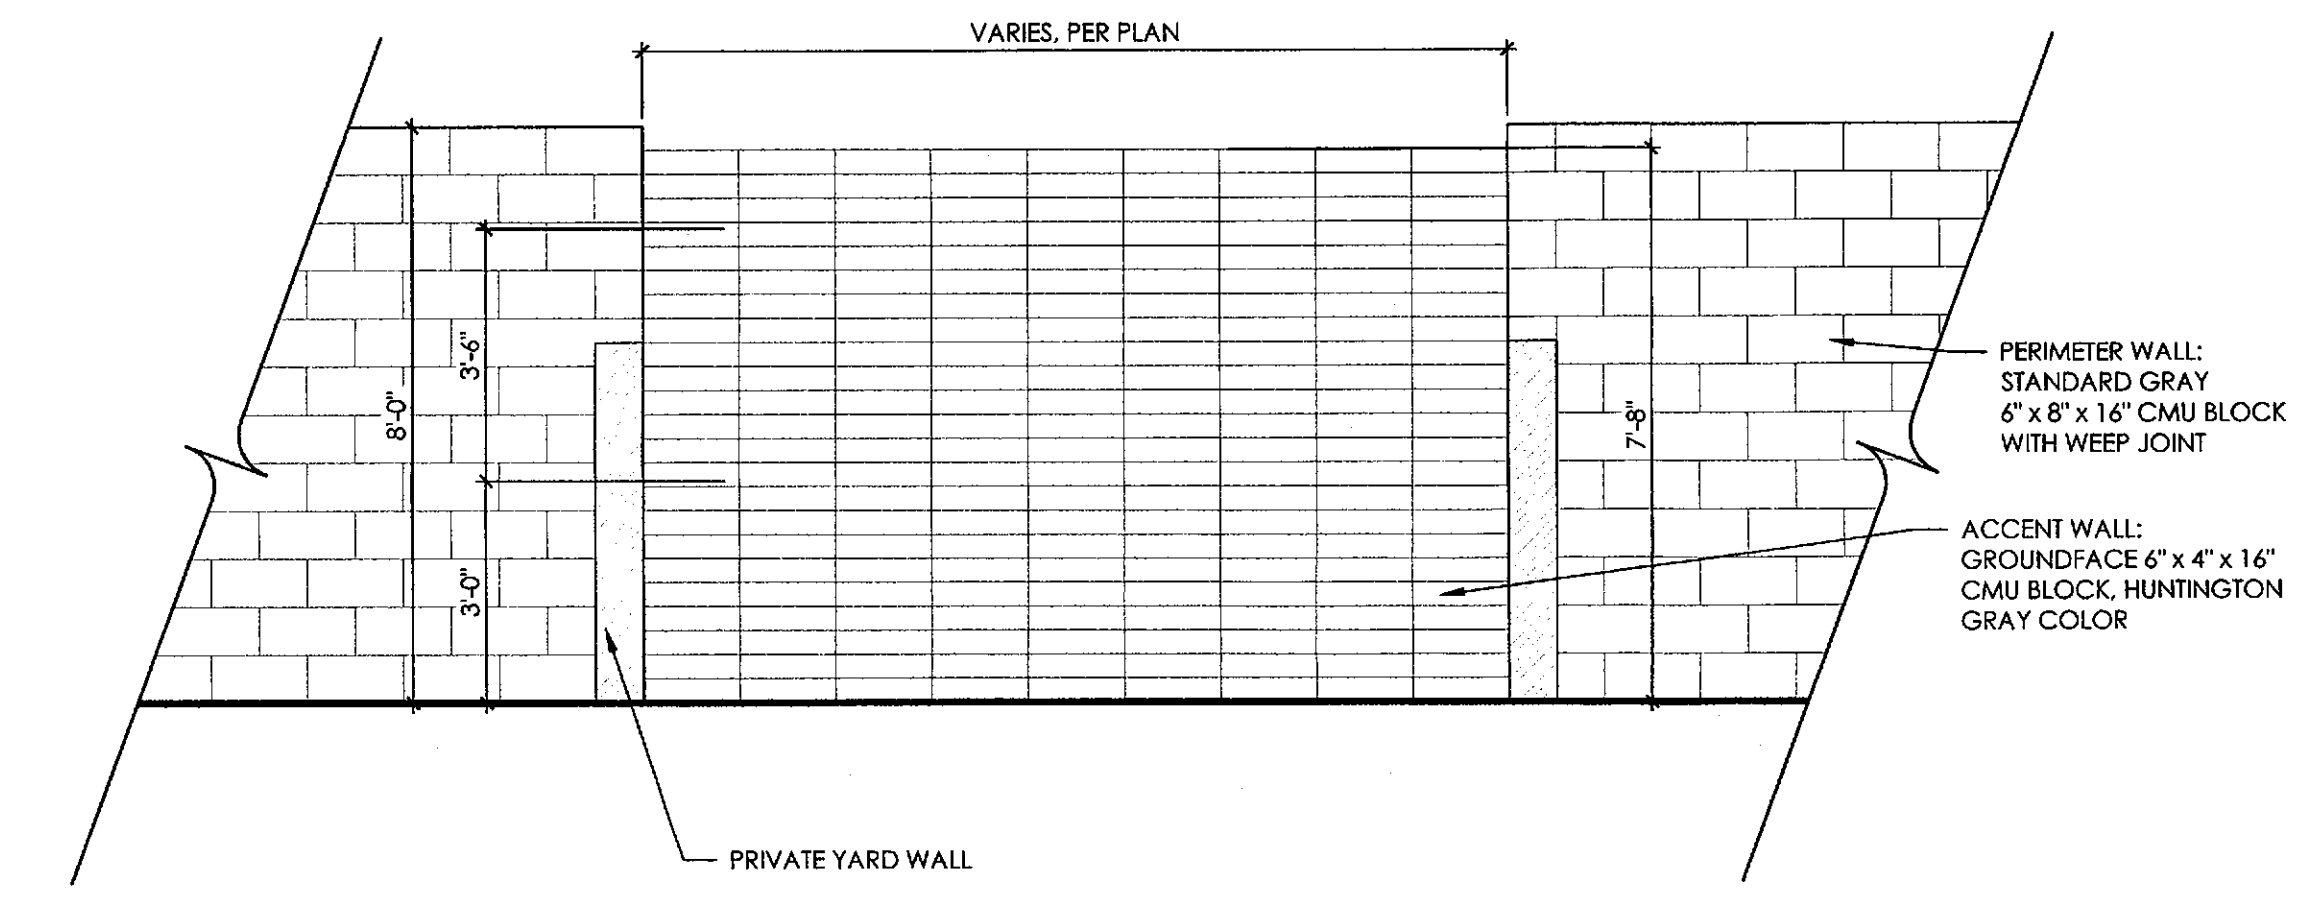 VARIES, PER PLAN
8'-0"
3'-6"
3'-0"
7'-8"
PERIMETER WALL:
STANDARD GRAY
6" x 8" x 16" CMU BLOCK
WITH WEEP JOINT
ACCENT WALL:
GROUNDFACE 6" x 4" x 16"
CMU BLOCK, HUNTINGTON
GRAY COLOR
PRIVATE YARD WALL